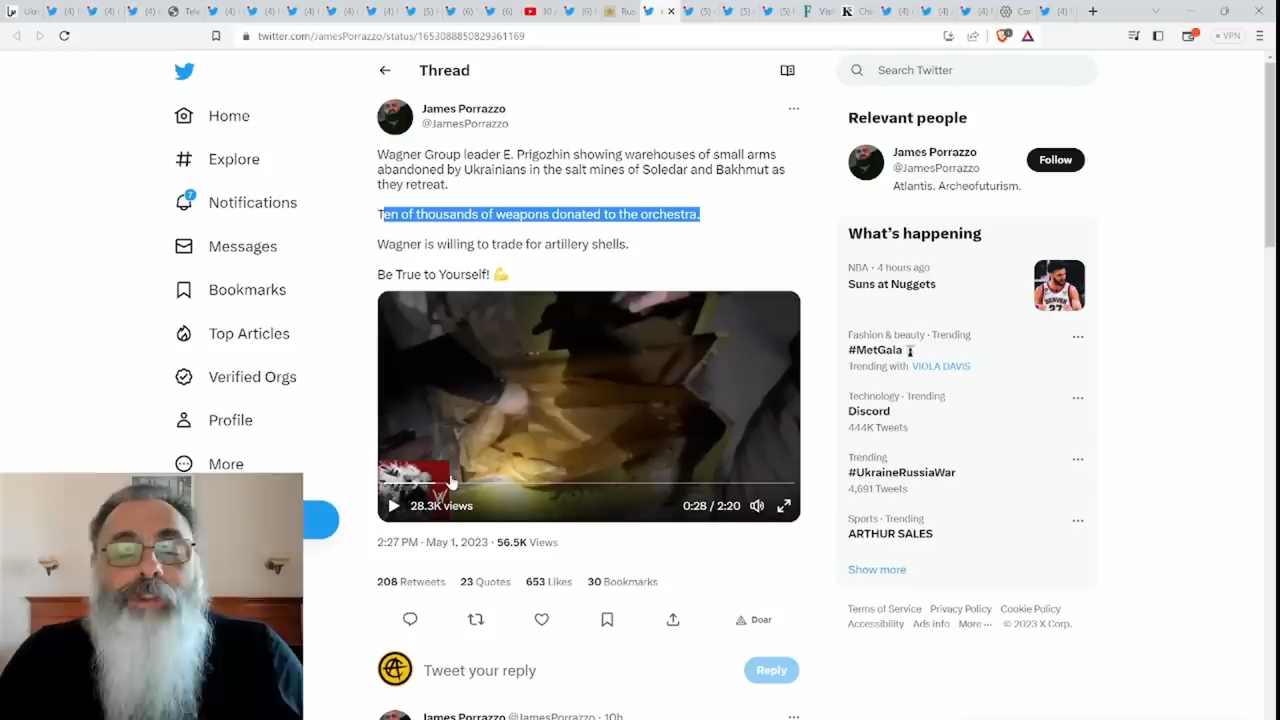 twitter.com/JamesPorrazzo/status/1653088850829361169
VPN
Home
Explore
7
Notifications
Messages
Bookmarks
Top Articles
Verified Orgs
Profile
More
Thread
James Porrazzo
@JamesPorrazzo
Wagner Group leader E. Prigozhin showing warehouses of small arms
abandoned by Ukrainians in the salt mines of Soledar and Bakhmut as
they retreat.
Ten of thousands of weapons donated to the orchestra.
Wagner is willing to trade for artillery shells.
Be True to Yourself! 💪
28.3K views
0:28 / 2:20
2:27 PM · May 1, 2023 · 56.5K Views
208 Retweets 23 Quotes 653 Likes 30 Bookmarks
Doar
Tweet your reply
Reply
James Porrazzo @JamesPorrazzo · 10h
Search Twitter
Relevant people
James Porrazzo
@JamesPorrazzo
Follow
Atlantis. Archeofuturism.
What's happening
NBA · 4 hours ago
Suns at Nuggets
Fashion & beauty · Trending
#MetGala
Trending with VIOLA DAVIS
Technology · Trending
Discord
444K Tweets
Trending
#UkraineRussiaWar
4,691 Tweets
Sports · Trending
ARTHUR SALES
Show more
Terms of Service Privacy Policy Cookie Policy
Accessibility Ads info More ··· © 2023 X Corp.